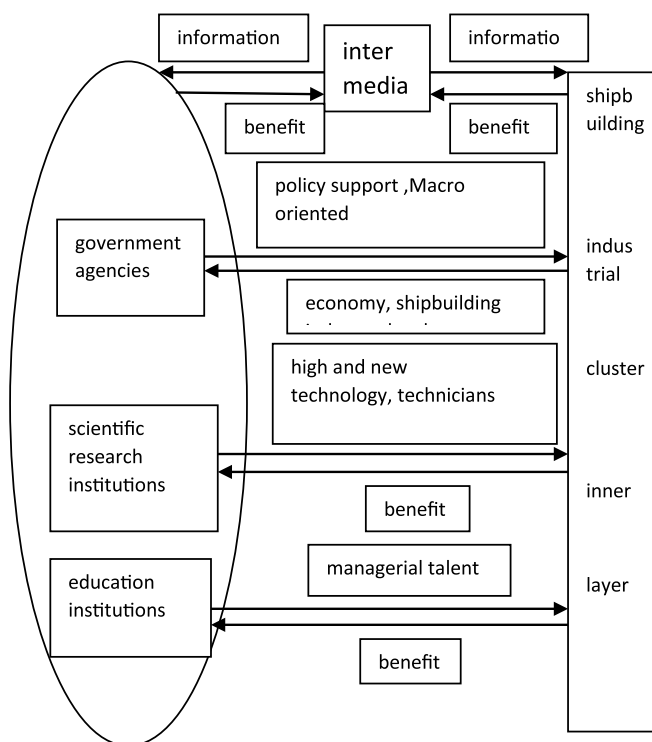 information
inter
media
informatio
benefit
benefit
shipb
uilding
policy support ,Macro
oriented
government
agencies
indus
trial
economy, shipbuilding
high and new
technology, technicians
cluster
scientific
research
institutions
inner
benefit
education
institutions
managerial talent
layer
benefit